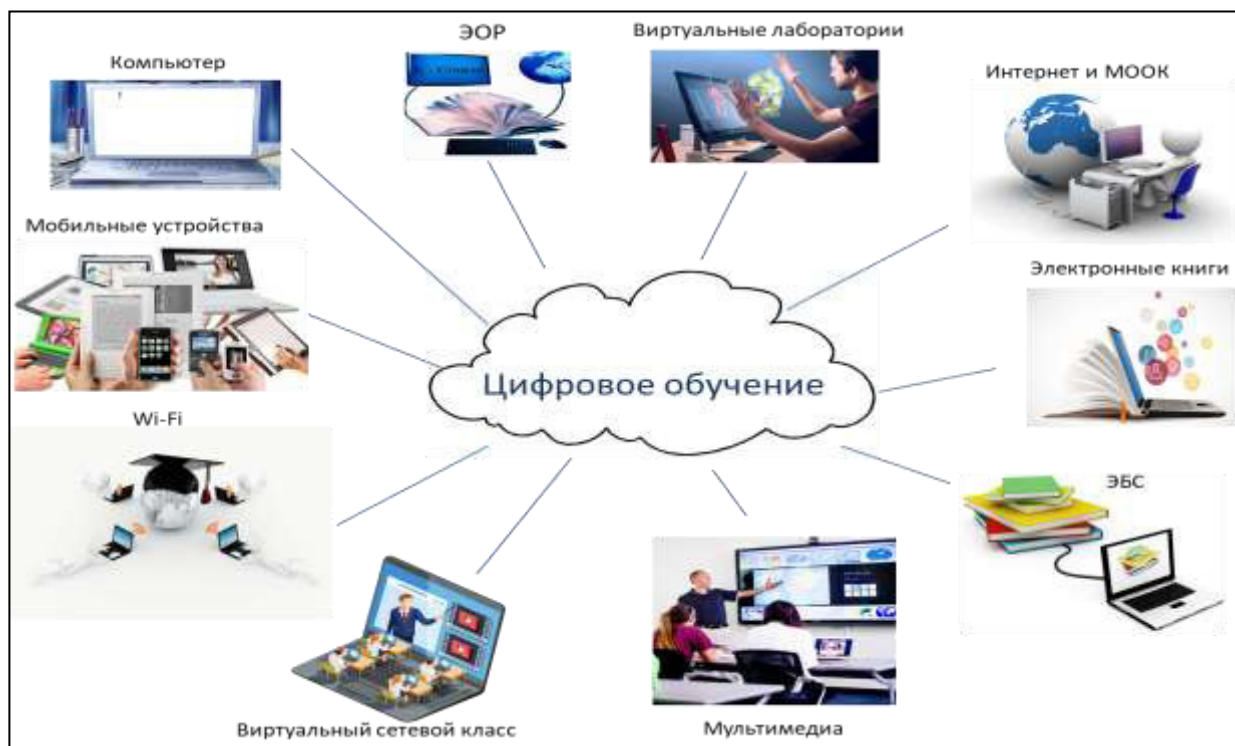 ЭОР
Виртуальные лаборатории
Компьютер
Интернет и МООК
Мобильные устройства
Электронные книги
Цифровое обучение
Wi-Fi
ЭБС
Виртуальный сетевой класс
Мультимедиа